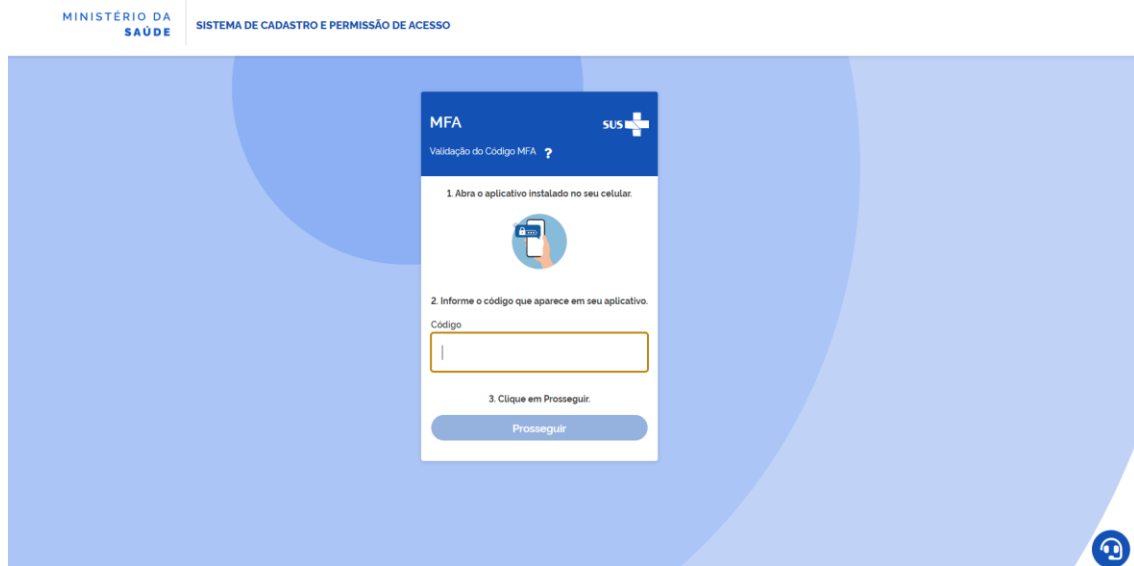 MINISTÉRIO DA
SAÚDE
SISTEMA DE CADASTRO E PERMISSÃO DE ACESSO
MFA
SUS
Validação do Código MFA ?
1. Abra o aplicativo instalado no seu celular.
2. Informe o código que aparece em seu aplicativo.
Código
3. Clique em Prosseguir.
Prosseguir